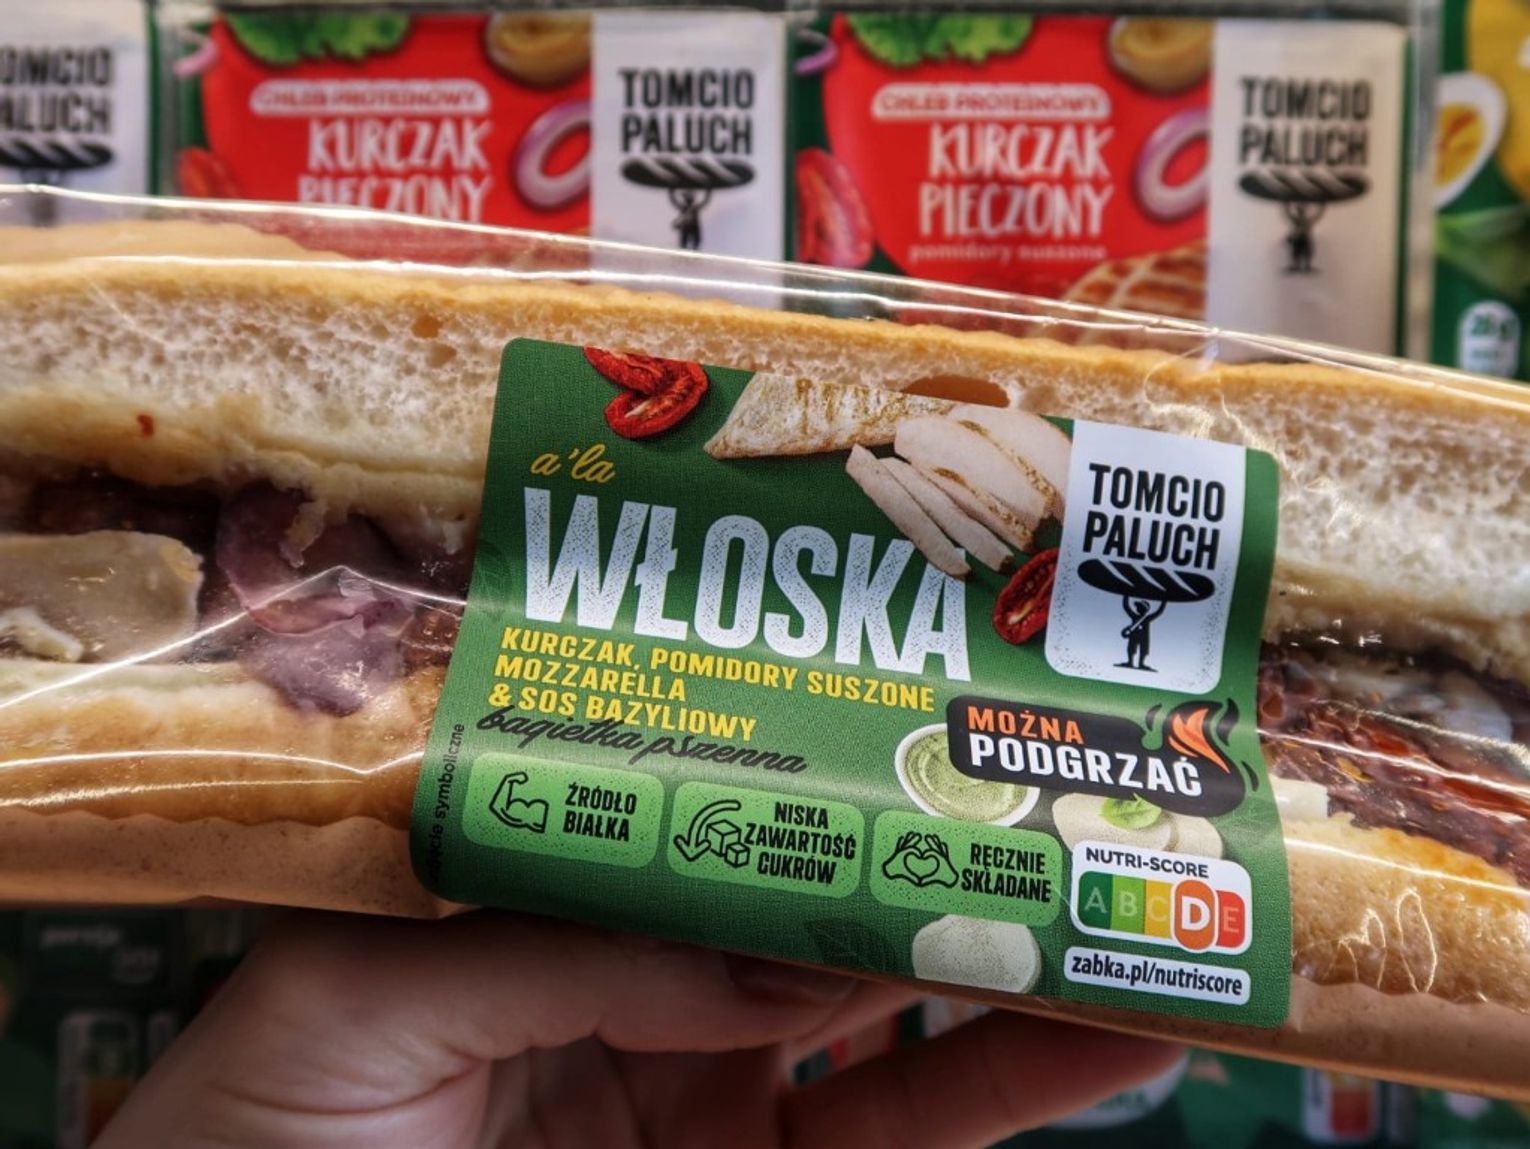 OMCIO
PALUCH
CHLEB PROTEINOWY
KURCZAK
PIECZONY
TOMCIO
PALUCH
CHLEB PROTEINOWY
KURCZAK
PIECZONY
pomidory suszone
TOMCIO
PALUCH
a'la
WŁOSKA
KURCZAK, POMIDORY SUSZONE
MOZZARELLA
& SOS BAZYLIOWY
bagietka pszenna
TOMCIO
PALUCH
MOŻNA
PODGRZAĆ
ŹRÓDŁO
BIAŁKA
NISKA
ZAWARTOŚĆ
CUKRÓW
RĘCZNIE
SKŁADANE
NUTRI-SCORE
A B C D E
zabka.pl/nutriscore
symboliczne